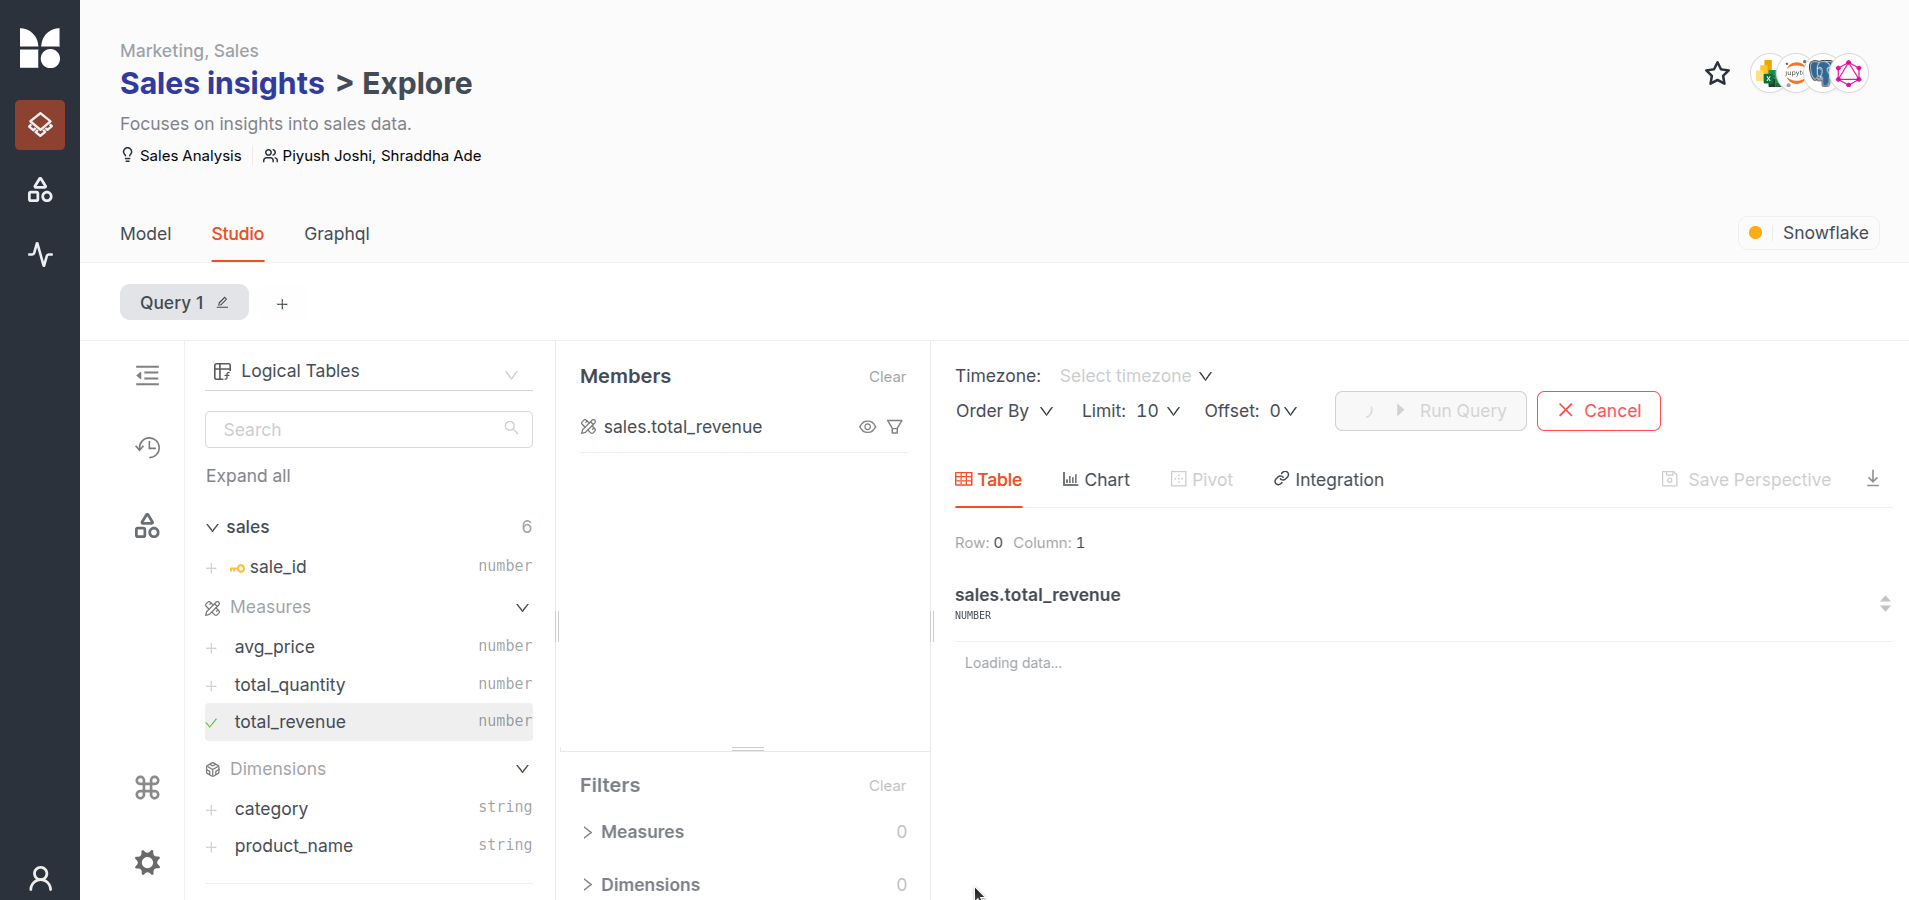 Marketing, Sales
Sales insights > Explore
Focuses on insights into sales data.
Sales Analysis Piyush Joshi, Shraddha Ade
Model Studio Graphql
Snowflake
Query 1 +
Logical Tables
Search
Expand all
sales 6
sale_id number
Measures
avg_price number
total_quantity number
total_revenue number
Dimensions
category string
product_name string
Members Clear
sales.total_revenue
Filters Clear
Measures 0
Dimensions 0
Timezone: Select timezone
Order By Limit: 10 Offset: 0 Run Query Cancel
Table Chart Pivot Integration Save Perspective
Row: 0 Column: 1
sales.total_revenue
NUMBER
Loading data...